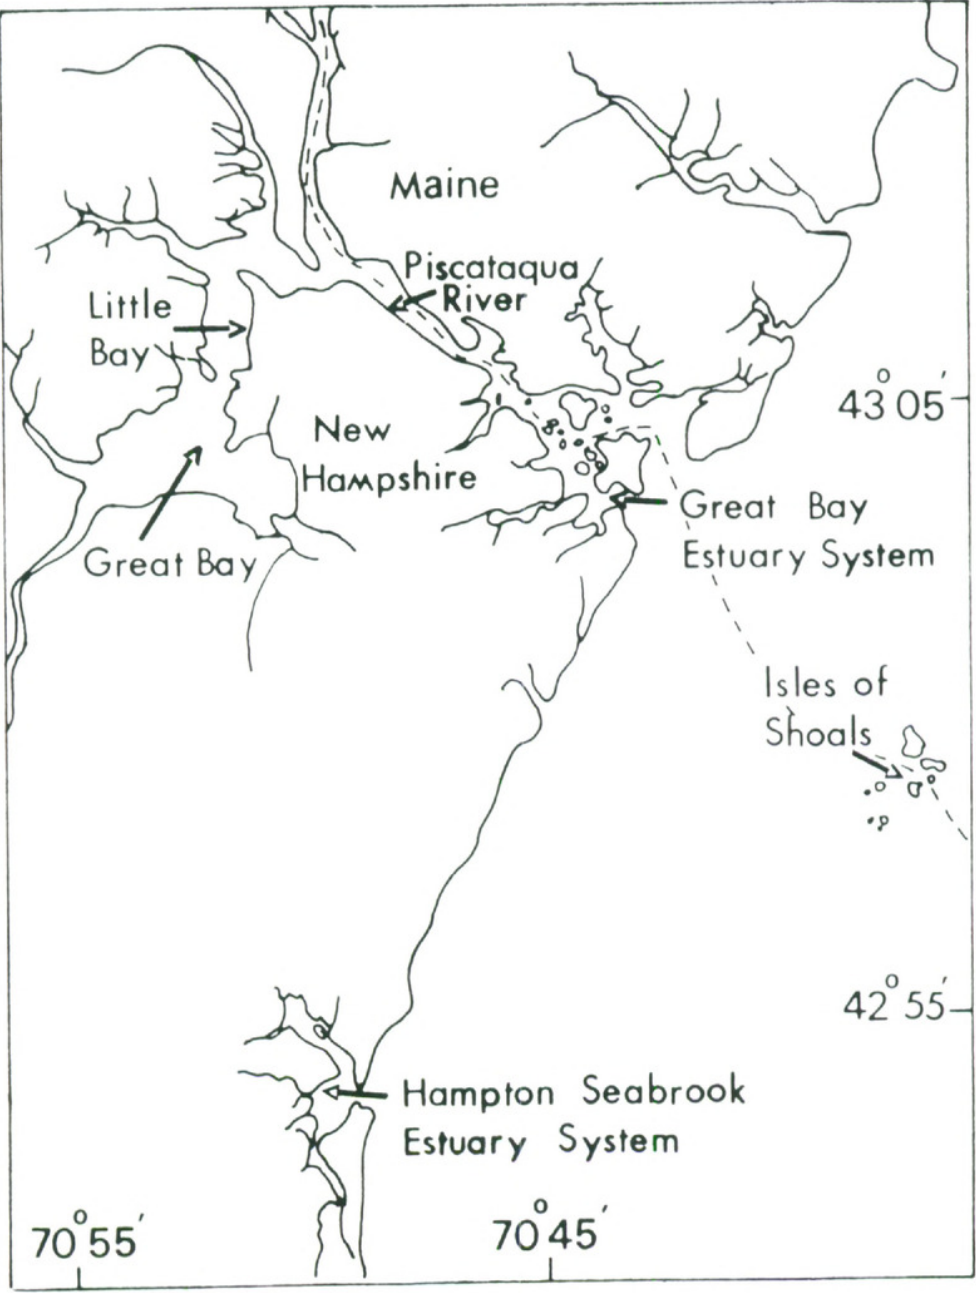 Maine
Piscataqua
River
Little
Bay
43° 05′
New
Hampshire
Great Bay
Estuary System
Great Bay
Isles of
Shoals
42° 55′
Hampton Seabrook
Estuary System
70° 55′
70° 45′